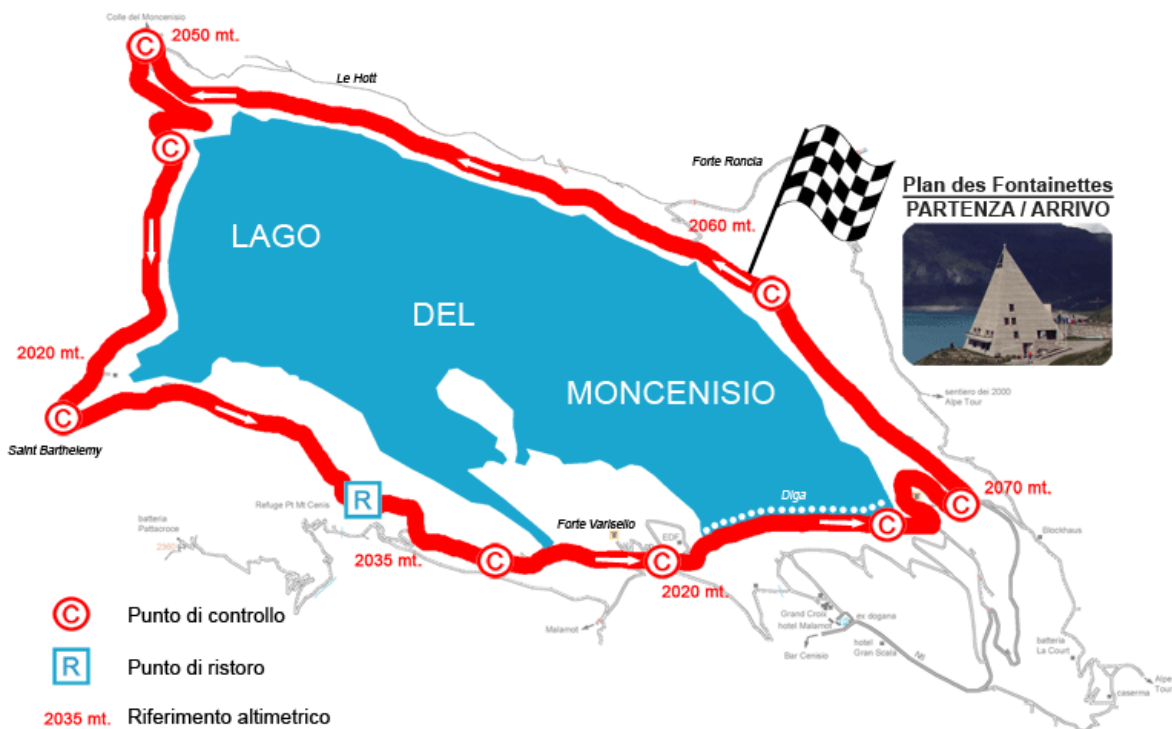 Colle del Moncenisio
2050 mt.
C
Le Hott
C
Forte Roncia
Plan des Fontainettes
PARTENZA / ARRIVO
2060 mt.
LAGO
DEL
MONCENISIO
C
2020 mt.
C
Saint Barthelemy
sentiero dei 2000
Alpe Tour
R
Refuge Pt Mt Cenis
batteria
Pattacroce
2360
2035 mt.
C
Forte Varisello
EDF
C
2020 mt.
Diga
C
C
2070 mt.
Blockhaus
Malamot
Grand Croix
hotel Malamot
ex dogana
Bar Cenisio
hotel
Gran Scala
batteria
La Court
caserma
Alpe
Tour
C
Punto di controllo
R
Punto di ristoro
2035 mt.
Riferimento altimetrico